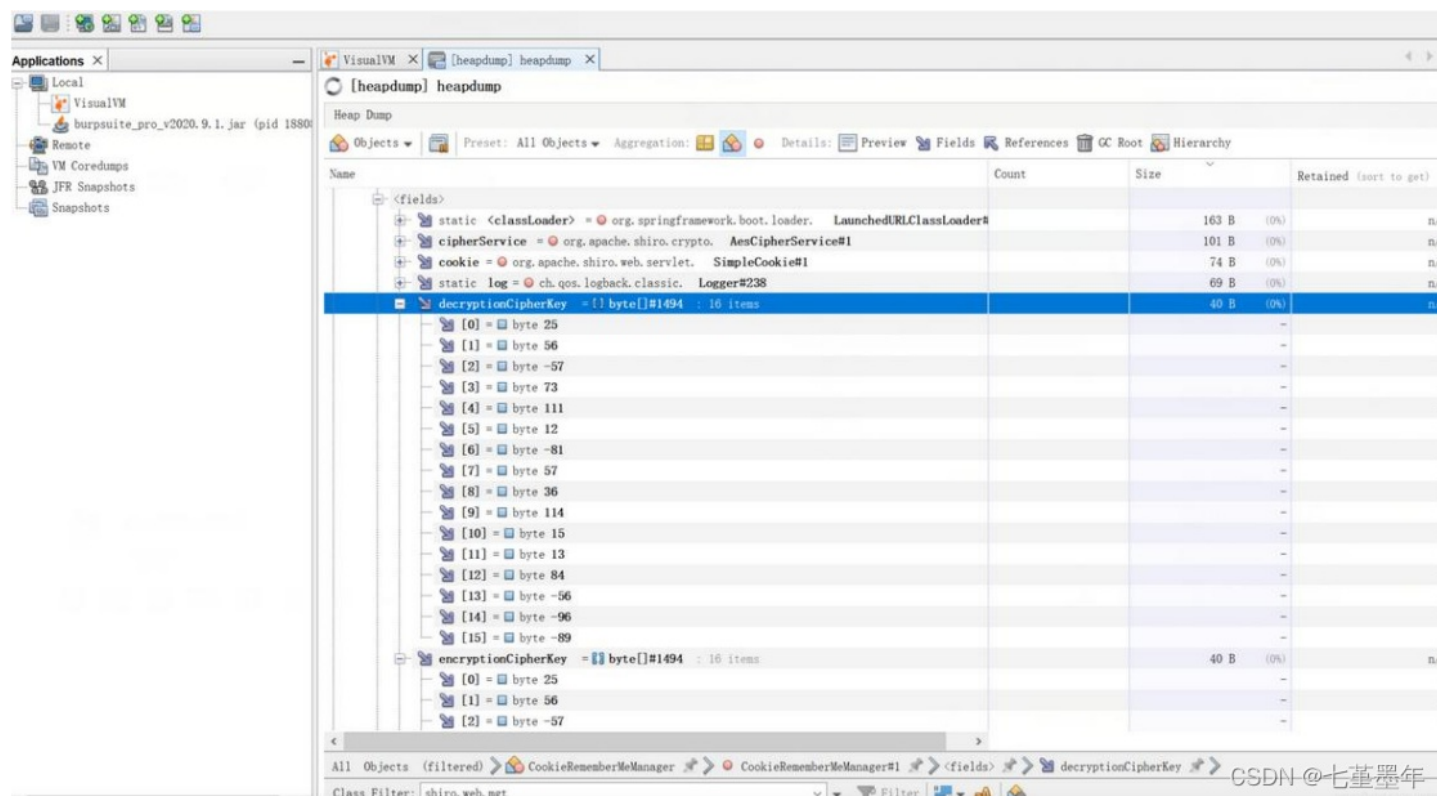 Applications
Local
VisualVM
burpsuite_pro_v2020.9.1.jar (pid 1880
Remote
VM Coredumps
JFR Snapshots
Snapshots
VisualVM
[heapdump] heapdump
[heapdump] heapdump
Heap Dump
Objects Preset: All Objects Aggregation: Details: Preview Fields References GC Root Hierarchy
Name Count Size Retained (sort to get)
<fields>
static <classLoader> = org.springframework.boot.loader. LaunchedURLClassLoader# 163 B (0%) n
cipherService = org.apache.shiro.crypto. AesCipherService#1 101 B (0%) n
cookie = org.apache.shiro.web.servlet. SimpleCookie#1 74 B (0%) n
static log = ch.qos.logback.classic. Logger#238 69 B (0%) n
decryptionCipherKey = [] byte[]#1494 : 16 items 40 B (0%) n
[0] = byte 25 -
[1] = byte 56 -
[2] = byte -57 -
[3] = byte 73 -
[4] = byte 111 -
[5] = byte 12 -
[6] = byte -81 -
[7] = byte 57 -
[8] = byte 36 -
[9] = byte 114 -
[10] = byte 15 -
[11] = byte 13 -
[12] = byte 84 -
[13] = byte -56 -
[14] = byte -96 -
[15] = byte -89 -
encryptionCipherKey = [] byte[]#1494 : 16 items 40 B (0%) n
[0] = byte 25 -
[1] = byte 56 -
[2] = byte -57 -
All Objects (filtered) CookieRememberMeManager CookieRememberMeManager#1 <fields> decryptionCipherKey
CSDN @七堇墨年
Class Filter: shiro.web.mgt Filter